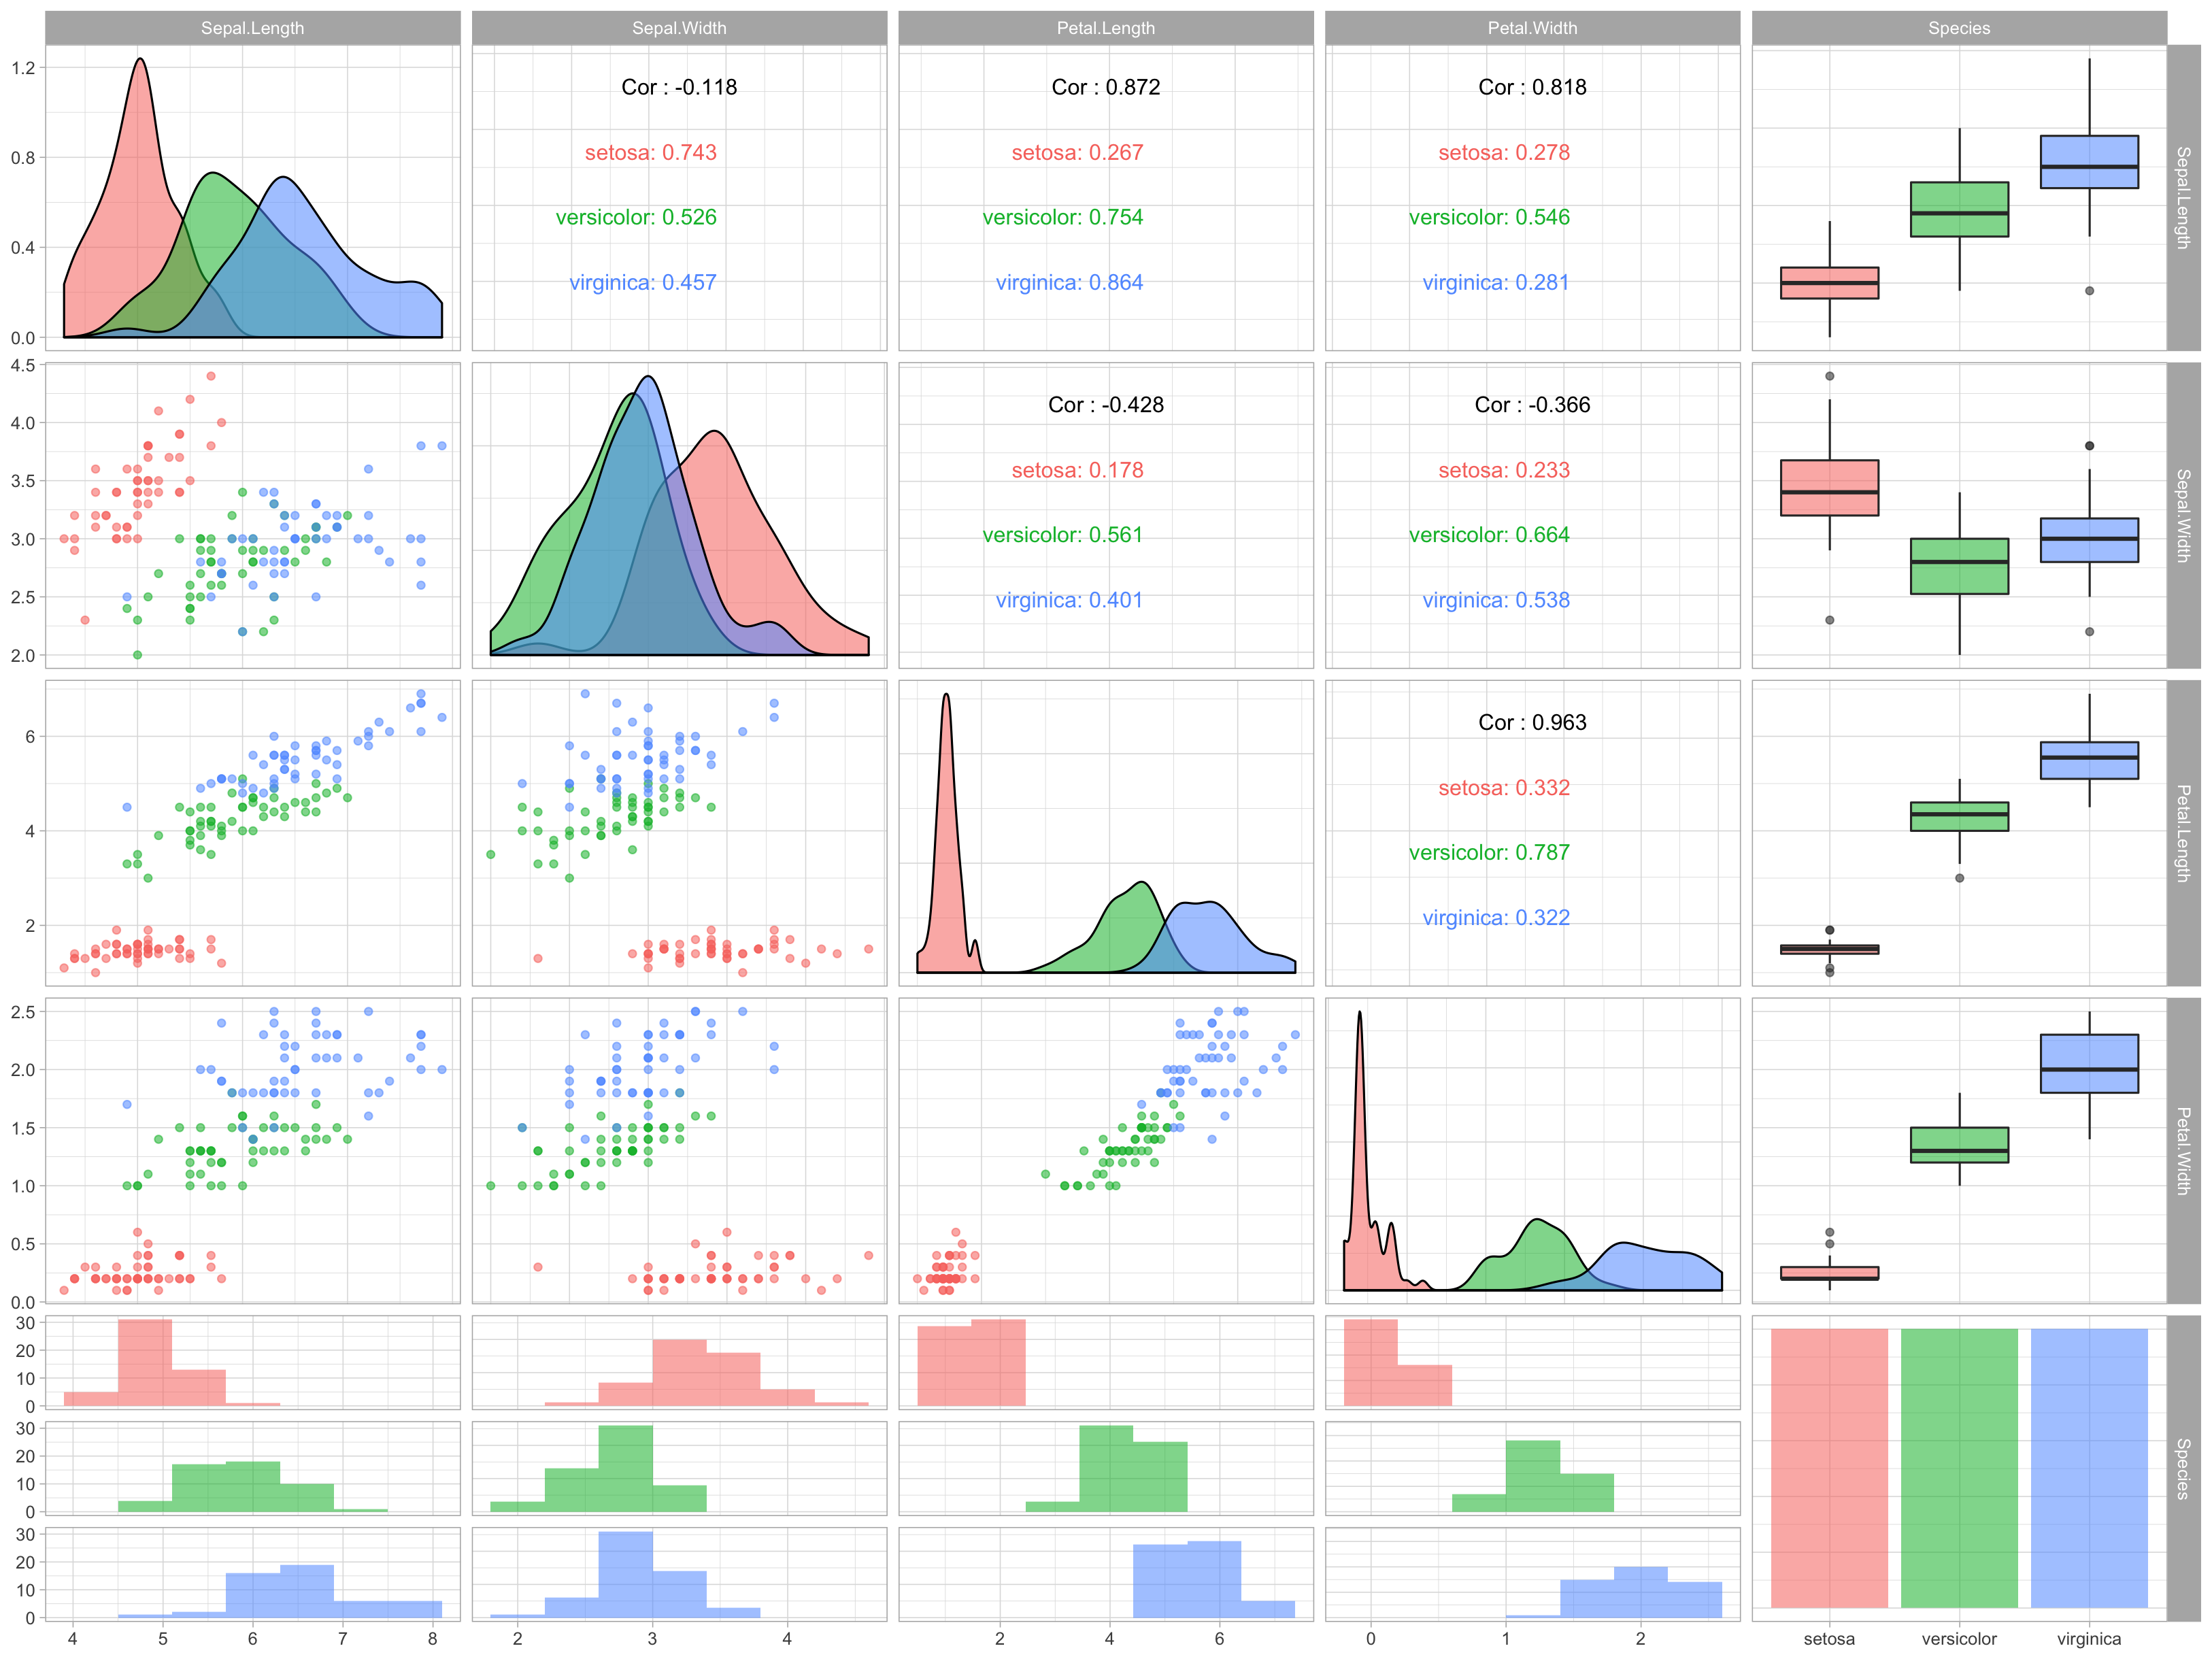 Sepal.Length Sepal.Width Petal.Length Petal.Width Species
1.2
0.8
0.4
0.0
Cor : -0.118
setosa: 0.743
versicolor: 0.526
virginica: 0.457
Cor : 0.872
setosa: 0.267
versicolor: 0.754
virginica: 0.864
Cor : 0.818
setosa: 0.278
versicolor: 0.546
virginica: 0.281
Sepal.Length
4.5
4.0
3.5
3.0
2.5
2.0
Cor : -0.428
setosa: 0.178
versicolor: 0.561
virginica: 0.401
Cor : -0.366
setosa: 0.233
versicolor: 0.664
virginica: 0.538
Sepal.Width
6
4
2
Cor : 0.963
setosa: 0.332
versicolor: 0.787
virginica: 0.322
Petal.Length
2.5
2.0
1.5
1.0
0.5
0.0
Petal.Width
30
20
10
0
30
20
10
0
30
20
10
0
Species
4 5 6 7 8
2 3 4
2 4 6
0 1 2
setosa versicolor virginica